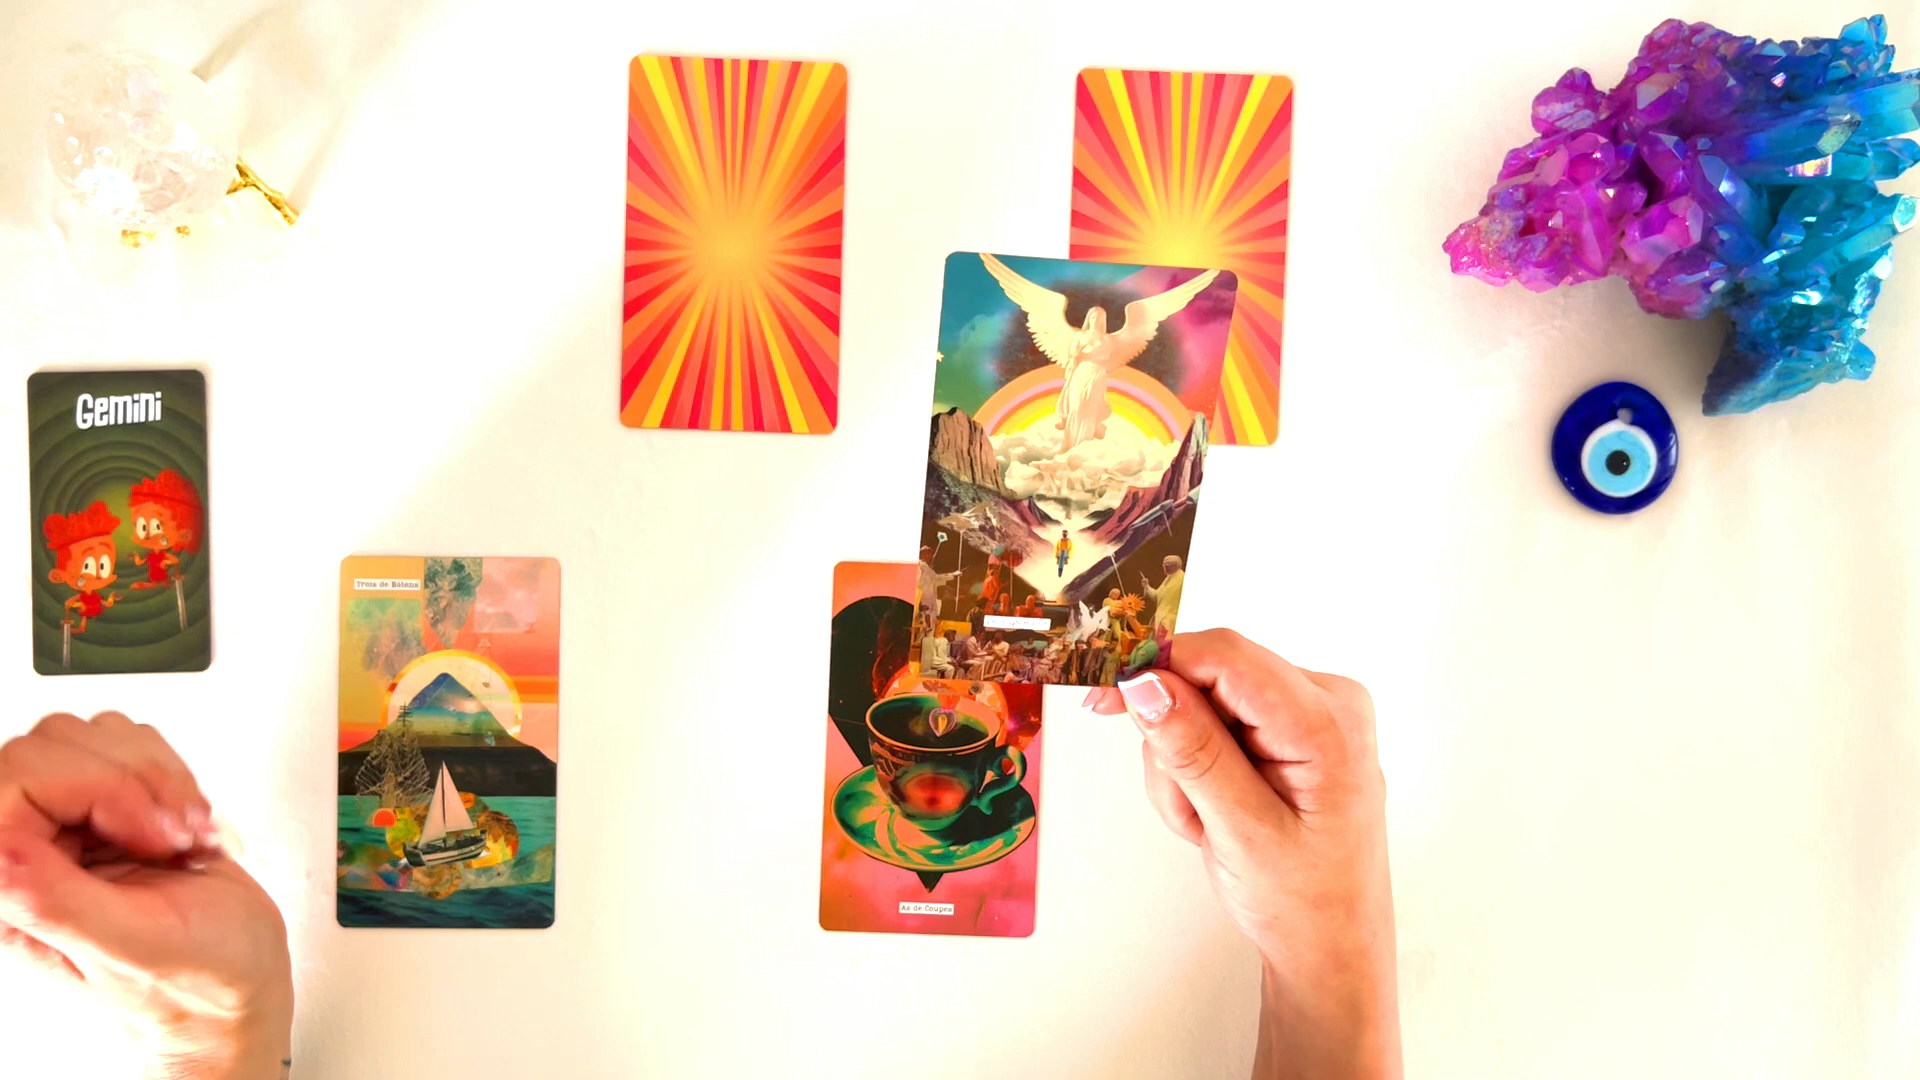 Gemini
Trois de Bâtons
As de Coupes